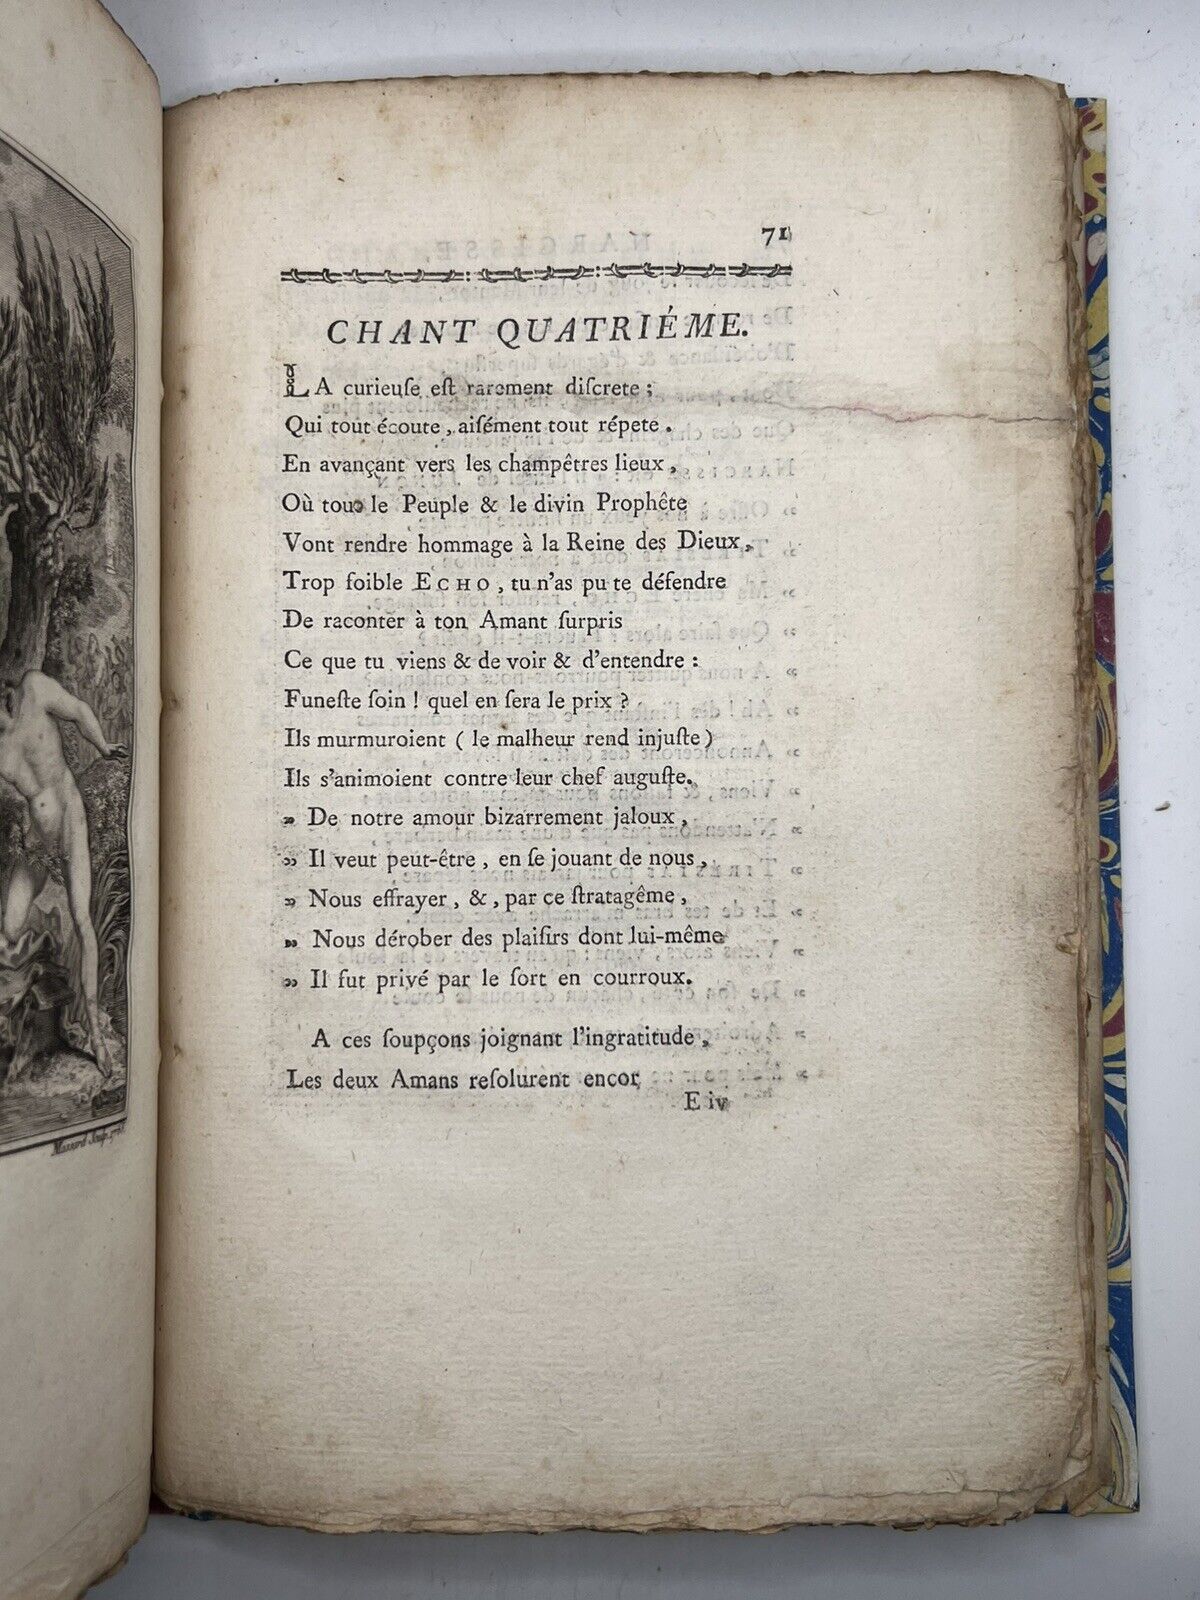 71
CHANT QUATRIÉME.
LA curieuſe eſt rarement diſcrete ;
Qui tout écoute, aiſément tout répete.
En avançant vers les champêtres lieux,
Où tout le Peuple & le divin Prophête
Vont rendre hommage à la Reine des Dieux,
Trop foible ECHO, tu n'as pu te défendre
De raconter à ton Amant ſurpris
Ce que tu viens & de voir & d'entendre :
Funeſte ſoin ! quel en ſera le prix ?
Ils murmuroient ( le malheur rend injuſte )
Ils s'animoient contre leur chef auguſte.
» De notre amour bizarrement jaloux,
» Il veut peut-être, en ſe jouant de nous,
» Nous effrayer, &, par ce ſtratagême,
» Nous dérober des plaiſirs dont lui-même
» Il fut privé par le ſort en courroux.
A ces ſoupçons joignant l'ingratitude,
Les deux Amans reſolurent encor
E iv